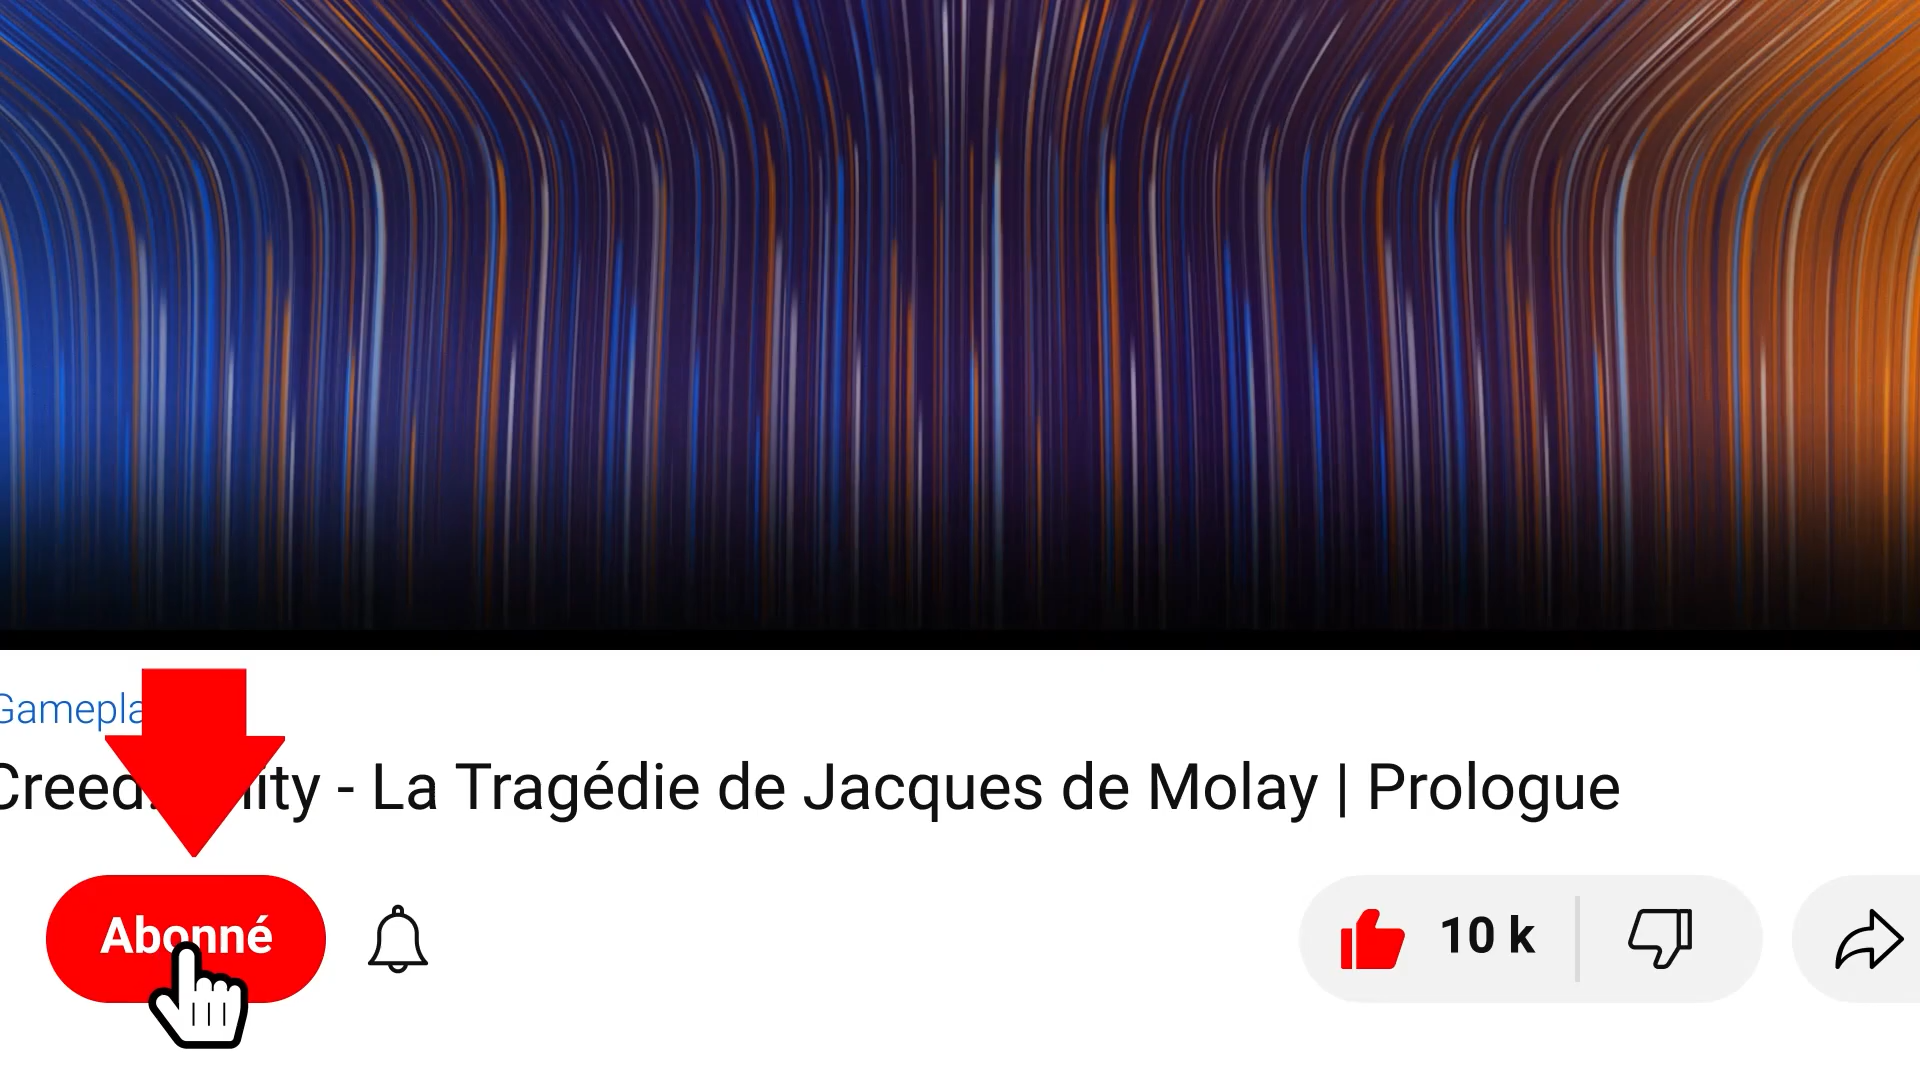 Gamepla
Creed: ity - La Tragédie de Jacques de Molay | Prologue
Abonné
10 k